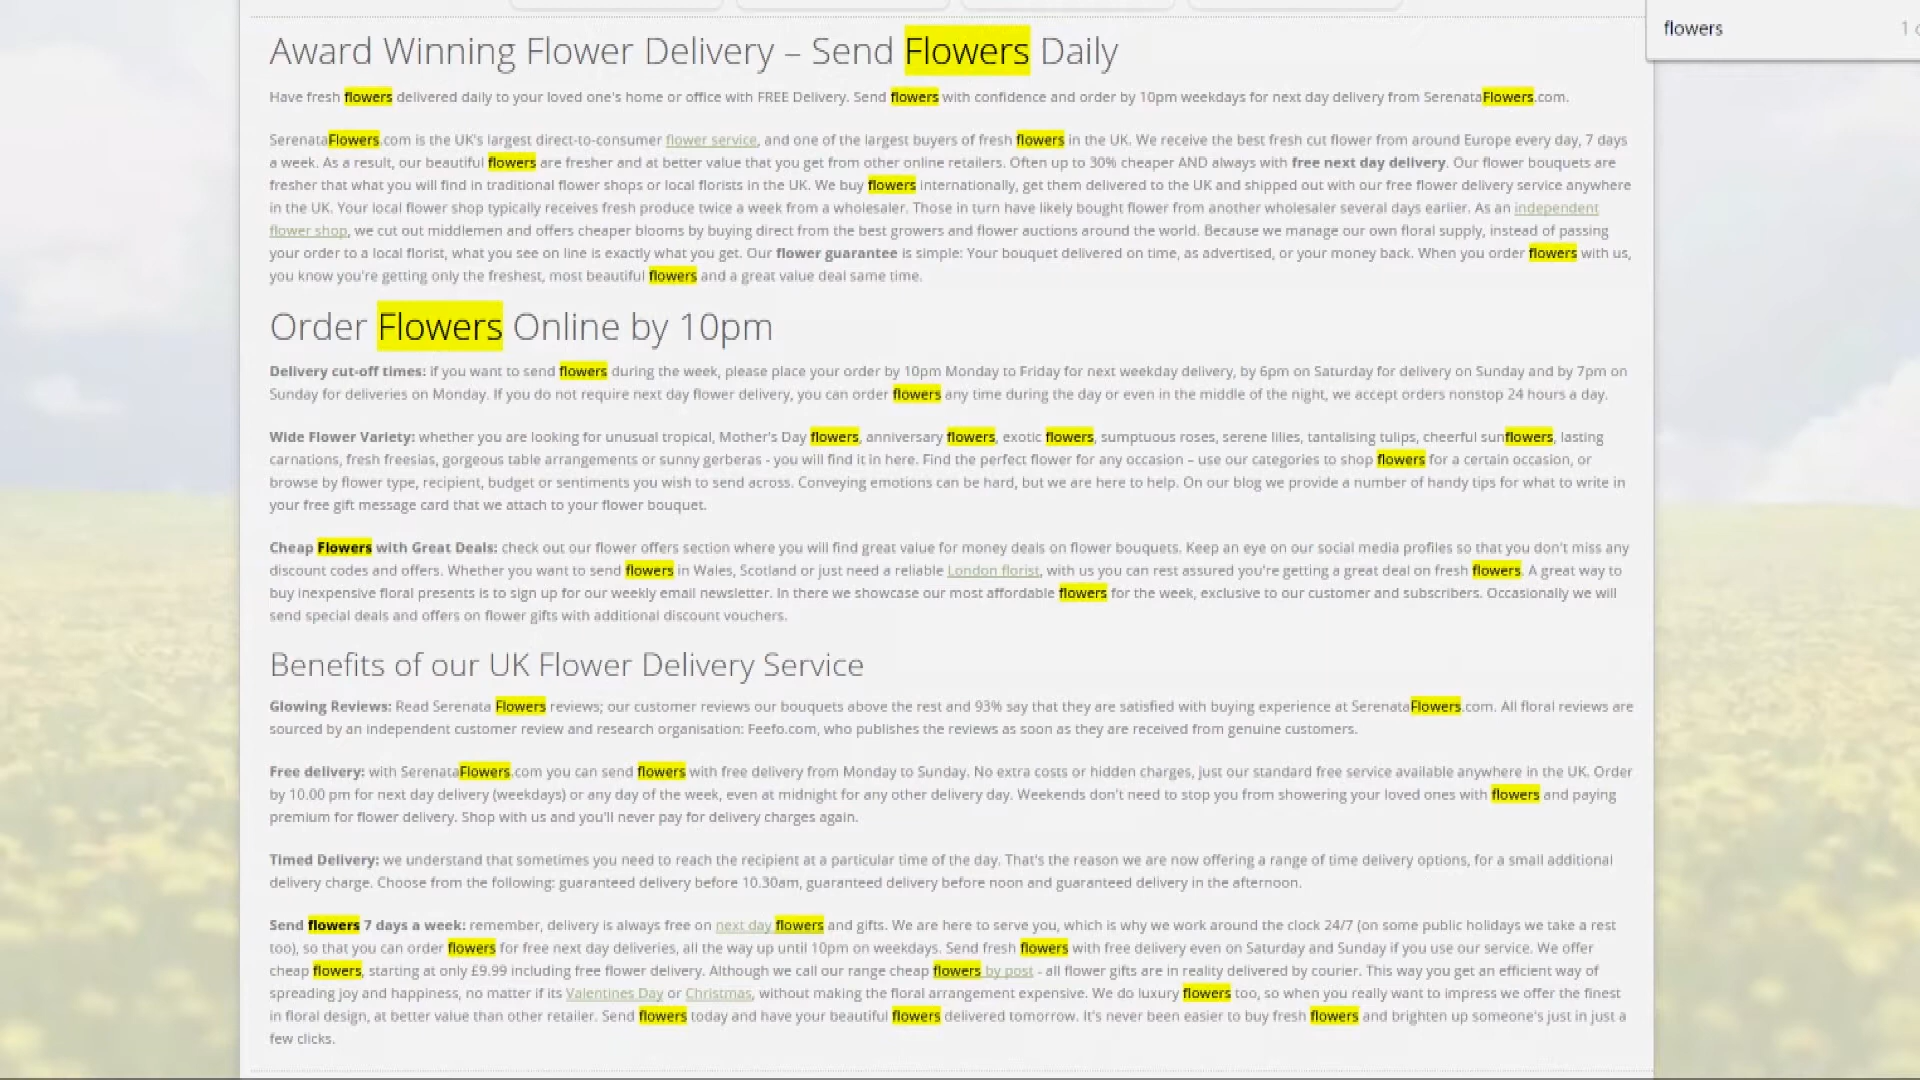 flowers 1
Award Winning Flower Delivery – Send Flowers Daily
Have fresh flowers delivered daily to your loved one's home or office with FREE Delivery. Send flowers with confidence and order by 10pm weekdays for next day delivery from SerenataFlowers.com.
SerenataFlowers.com is the UK's largest direct-to-consumer flower service, and one of the largest buyers of fresh flowers in the UK. We receive the best fresh cut flower from around Europe every day, 7 days
a week. As a result, our beautiful flowers are fresher and at better value that you get from other online retailers. Often up to 30% cheaper AND always with free next day delivery. Our flower bouquets are
fresher that what you will find in traditional flower shops or local florists in the UK. We buy flowers internationally, get them delivered to the UK and shipped out with our free flower delivery service anywhere
in the UK. Your local flower shop typically receives fresh produce twice a week from a wholesaler. Those in turn have likely bought flower from another wholesaler several days earlier. As an independent
flower shop, we cut out middlemen and offers cheaper blooms by buying direct from the best growers and flower auctions around the world. Because we manage our own floral supply, instead of passing
your order to a local florist, what you see on line is exactly what you get. Our flower guarantee is simple: Your bouquet delivered on time, as advertised, or your money back. When you order flowers with us,
you know you're getting only the freshest, most beautiful flowers and a great value deal same time.
Order Flowers Online by 10pm
Delivery cut-off times: if you want to send flowers during the week, please place your order by 10pm Monday to Friday for next weekday delivery, by 6pm on Saturday for delivery on Sunday and by 7pm on
Sunday for deliveries on Monday. If you do not require next day flower delivery, you can order flowers any time during the day or even in the middle of the night, we accept orders nonstop 24 hours a day.
Wide Flower Variety: whether you are looking for unusual tropical, Mother's Day flowers, anniversary flowers, exotic flowers, sumptuous roses, serene lilies, tantalising tulips, cheerful sunflowers, lasting
carnations, fresh freesias, gorgeous table arrangements or sunny gerberas - you will find it in here. Find the perfect flower for any occasion – use our categories to shop flowers for a certain occasion, or
browse by flower type, recipient, budget or sentiments you wish to send across. Conveying emotions can be hard, but we are here to help. On our blog we provide a number of handy tips for what to write in
your free gift message card that we attach to your flower bouquet.
Cheap Flowers with Great Deals: check out our flower offers section where you will find great value for money deals on flower bouquets. Keep an eye on our social media profiles so that you don't miss any
discount codes and offers. Whether you want to send flowers in Wales, Scotland or just need a reliable London florist, with us you can rest assured you're getting a great deal on fresh flowers. A great way to
buy inexpensive floral presents is to sign up for our weekly email newsletter. In there we showcase our most affordable flowers for the week, exclusive to our customer and subscribers. Occasionally we will
send special deals and offers on flower gifts with additional discount vouchers.
Benefits of our UK Flower Delivery Service
Glowing Reviews: Read Serenata Flowers reviews; our customer reviews our bouquets above the rest and 93% say that they are satisfied with buying experience at SerenataFlowers.com. All floral reviews are
sourced by an independent customer review and research organisation: Feefo.com, who publishes the reviews as soon as they are received from genuine customers.
Free delivery: with SerenataFlowers.com you can send flowers with free delivery from Monday to Sunday. No extra costs or hidden charges, just our standard free service available anywhere in the UK. Order
by 10.00 pm for next day delivery (weekdays) or any day of the week, even at midnight for any other delivery day. Weekends don't need to stop you from showering your loved ones with flowers and paying
premium for flower delivery. Shop with us and you'll never pay for delivery charges again.
Timed Delivery: we understand that sometimes you need to reach the recipient at a particular time of the day. That's the reason we are now offering a range of time delivery options, for a small additional
delivery charge. Choose from the following: guaranteed delivery before 10.30am, guaranteed delivery before noon and guaranteed delivery in the afternoon.
Send flowers 7 days a week: remember, delivery is always free on next day flowers and gifts. We are here to serve you, which is why we work around the clock 24/7 (on some public holidays we take a rest
too), so that you can order flowers for free next day deliveries, all the way up until 10pm on weekdays. Send fresh flowers with free delivery even on Saturday and Sunday if you use our service. We offer
cheap flowers, starting at only £9.99 including free flower delivery. Although we call our range cheap flowers by post - all flower gifts are in reality delivered by courier. This way you get an efficient way of
spreading joy and happiness, no matter if its Valentines Day or Christmas, without making the floral arrangement expensive. We do luxury flowers too, so when you really want to impress we offer the finest
in floral design, at better value than other retailer. Send flowers today and have your beautiful flowers delivered tomorrow. It's never been easier to buy fresh flowers and brighten up someone's just in just a
few clicks.